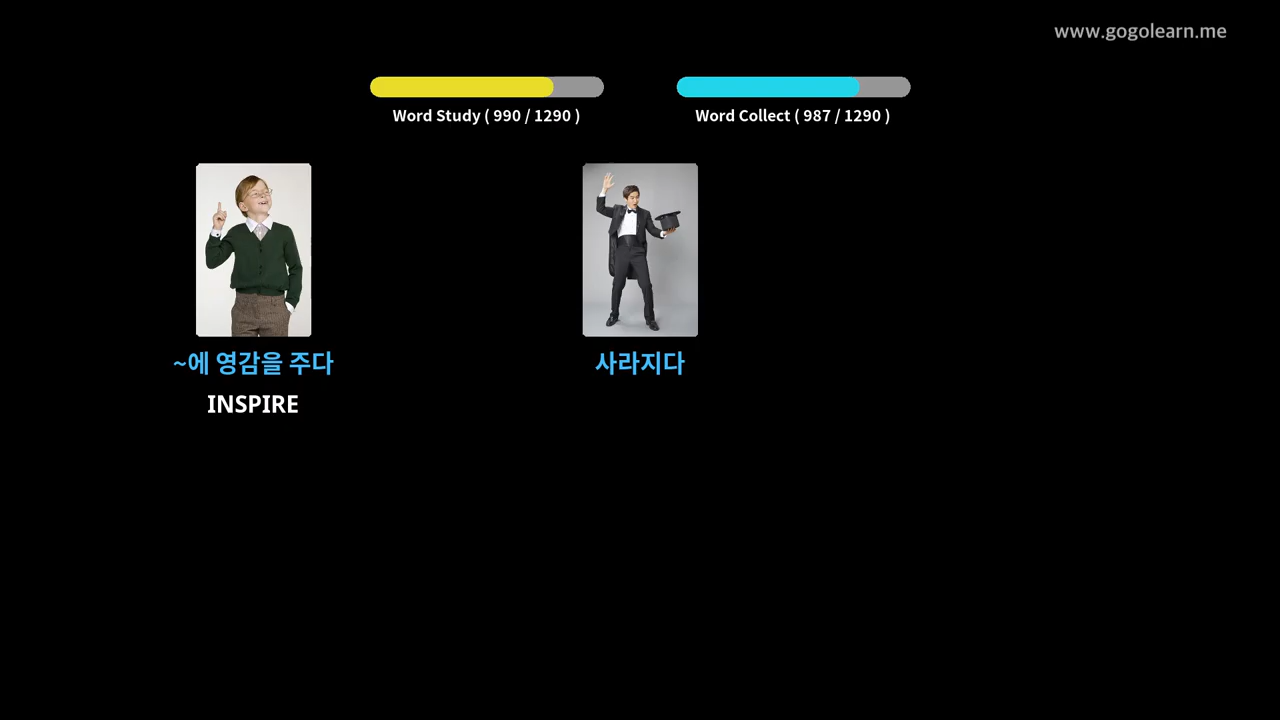 www.gogolearn.me
Word Study ( 990 / 1290 )
Word Collect ( 987 / 1290 )
~에 영감을 주다
INSPIRE
사라지다